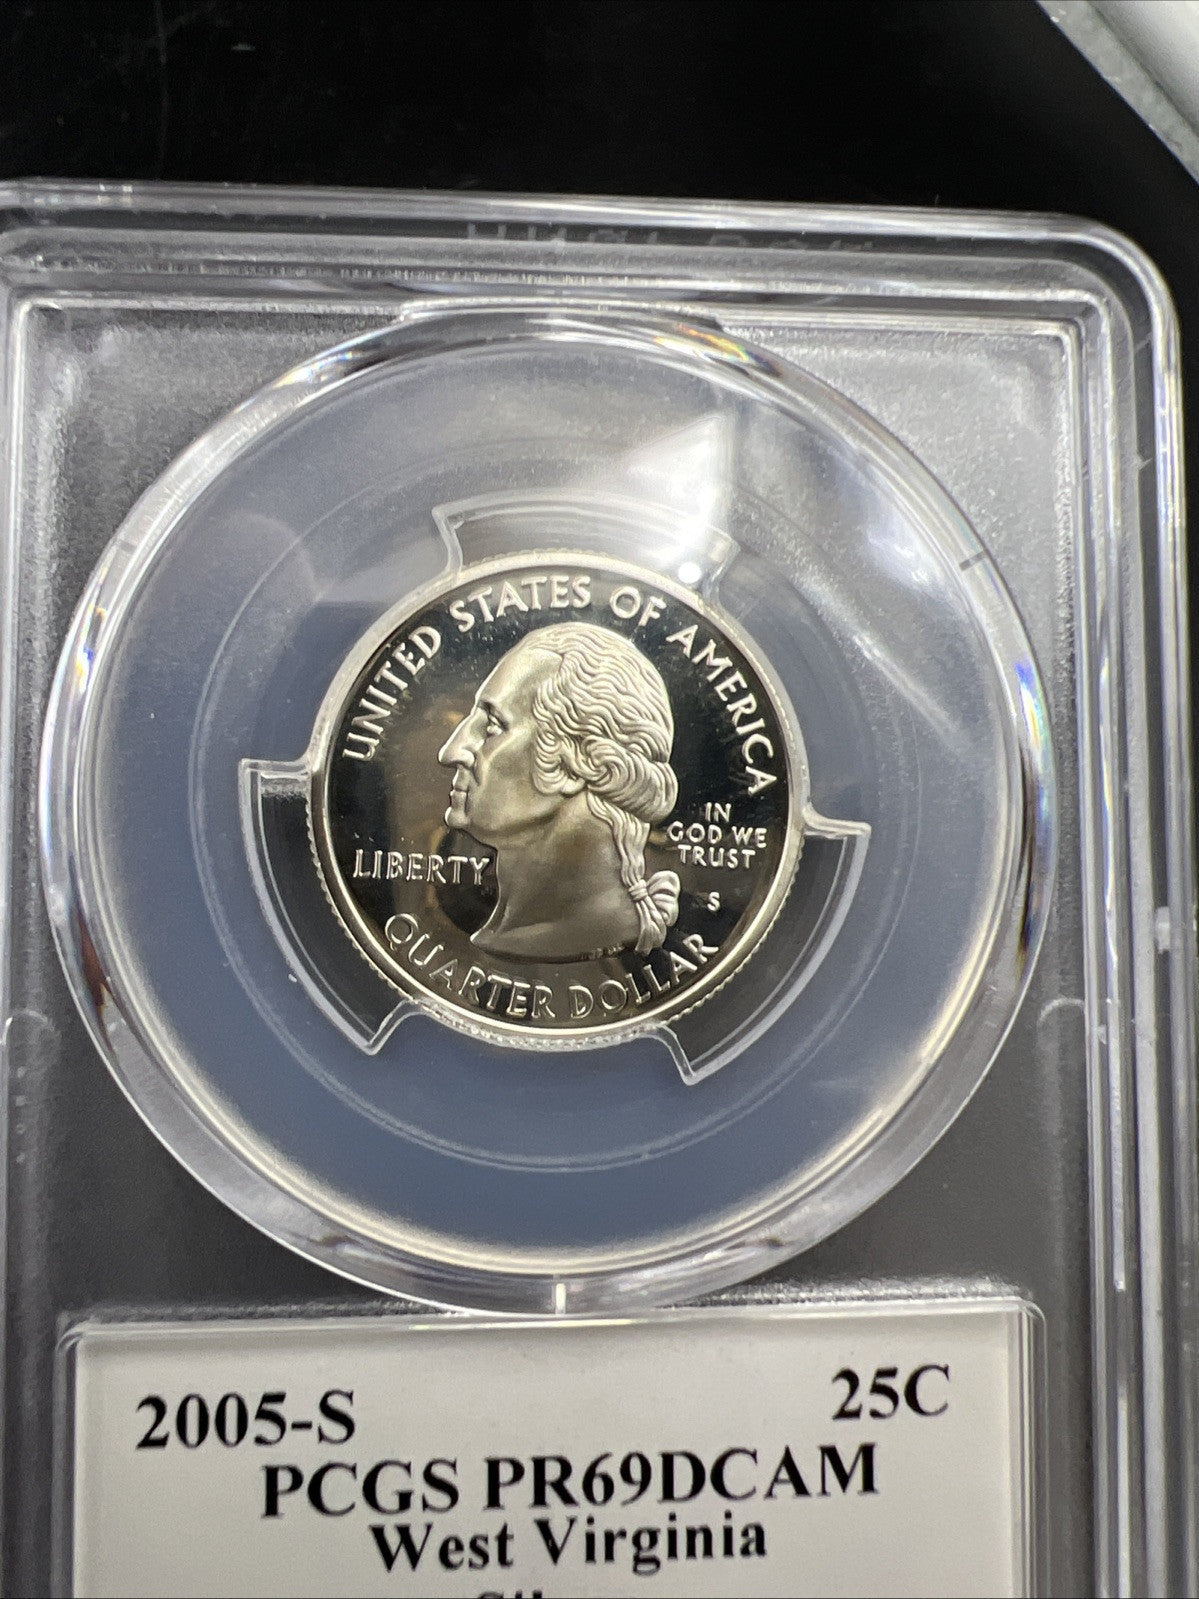 UNITED STATES OF AMERICA
LIBERTY
IN
GOD WE
TRUST
S
QUARTER DOLLAR
2005-S 25C
PCGS PR69DCAM
West Virginia